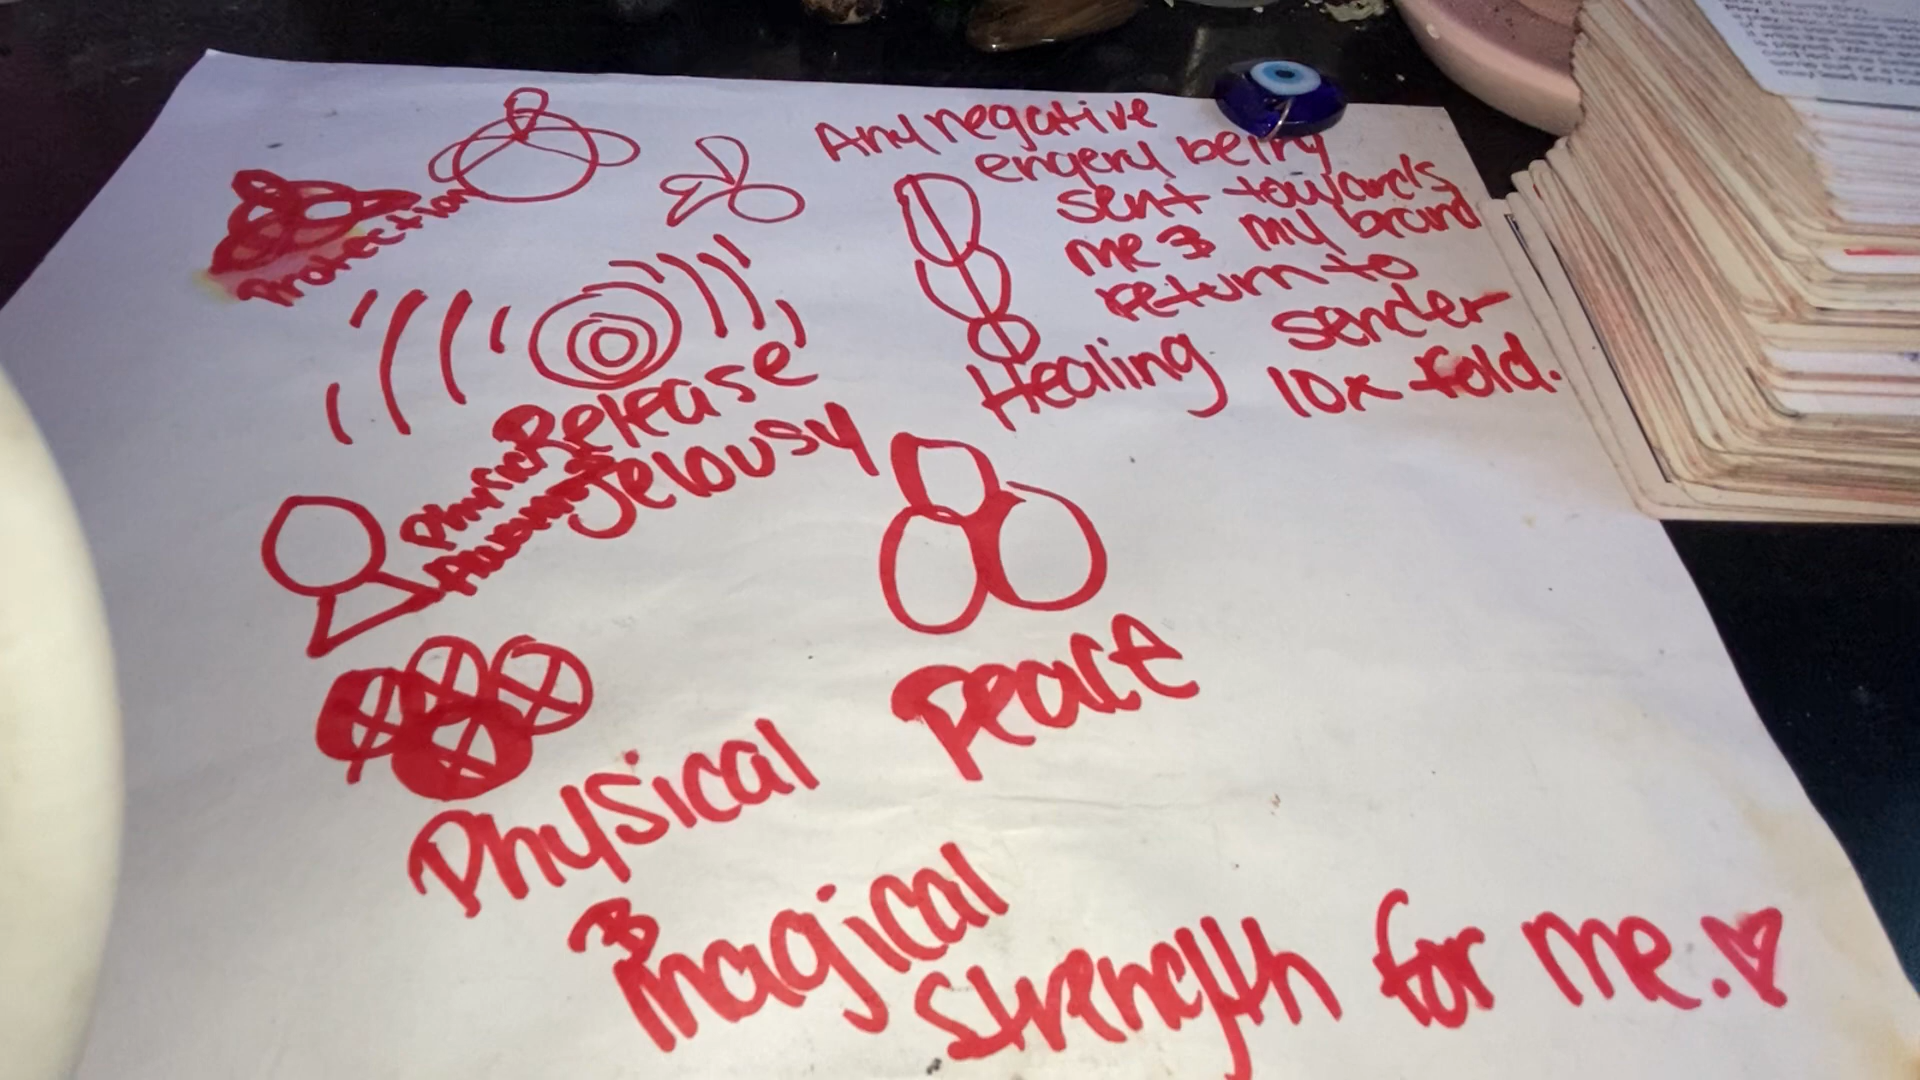 Protection
Any negative
engery being
sent towards
me & my brand
return to
sender
10x fold.
Healing
Release
Jelousy
Peace
Physical
& magical
strength for me.